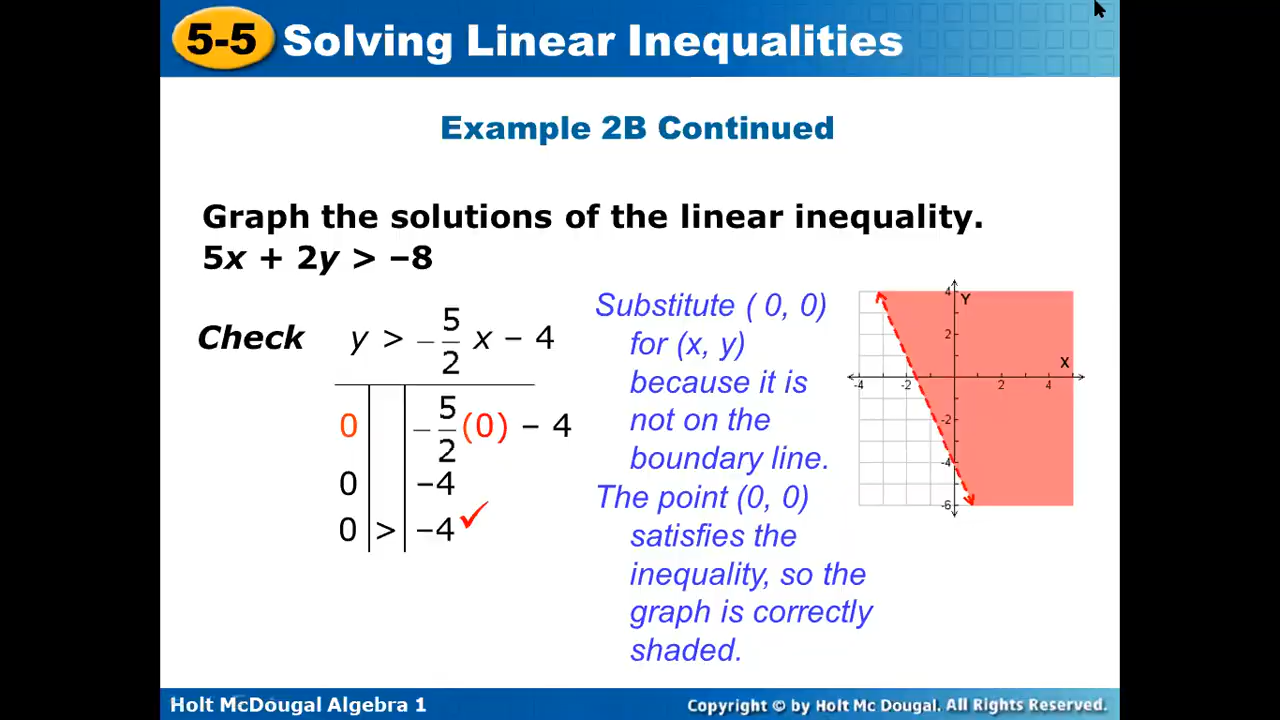 5-5 Solving Linear Inequalities
Example 2B Continued
Graph the solutions of the linear inequality.
5x + 2y > –8
Check y > –5/2 x – 4
0 –5/2(0) – 4
0 –4
0 > –4 ✓
Substitute ( 0, 0)
for (x, y)
because it is
not on the
boundary line.
The point (0, 0)
satisfies the
inequality, so the
graph is correctly
shaded.
4
Y
2
X
-4 -2 2 4
-2
-4
-6
Holt McDougal Algebra 1
Copyright © by Holt Mc Dougal. All Rights Reserved.